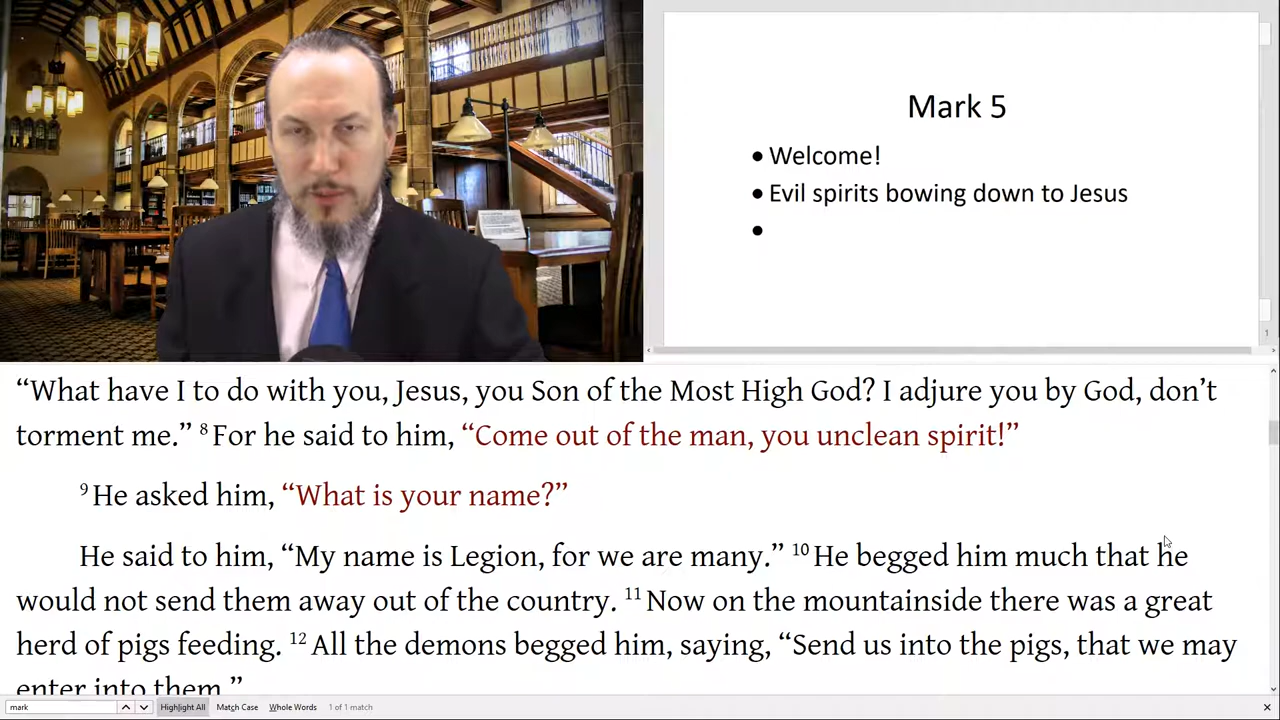 Mark 5
• Welcome!
• Evil spirits bowing down to Jesus
•
1
“What have I to do with you, Jesus, you Son of the Most High God? I adjure you by God, don’t
torment me.” 8 For he said to him, “Come out of the man, you unclean spirit!”
9 He asked him, “What is your name?”
He said to him, “My name is Legion, for we are many.” 10 He begged him much that he
would not send them away out of the country. 11 Now on the mountainside there was a great
herd of pigs feeding. 12 All the demons begged him, saying, “Send us into the pigs, that we may
enter into them.”
mark Highlight All Match Case Whole Words 1 of 1 match